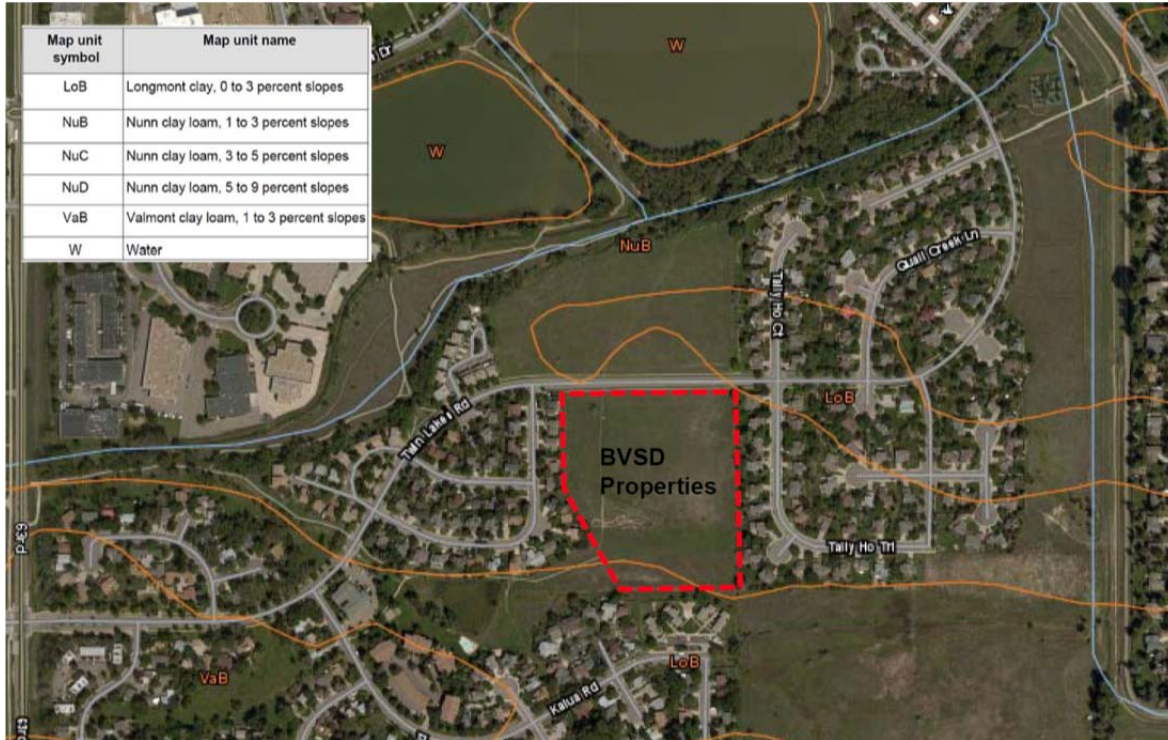 Map unit symbol Map unit name
LoB Longmont clay, 0 to 3 percent slopes
NuB Nunn clay loam, 1 to 3 percent slopes
NuC Nunn clay loam, 3 to 5 percent slopes
NuD Nunn clay loam, 5 to 9 percent slopes
VaB Valmont clay loam, 1 to 3 percent slopes
W Water
Dr
W
W
NuB
Quail Creek Ln
Tally Ho Ct
LoB
Twin Lakes Rd
BVSD
Properties
63rd
Tally Ho Trl
LoB
VaB
Kalua Rd
63rd